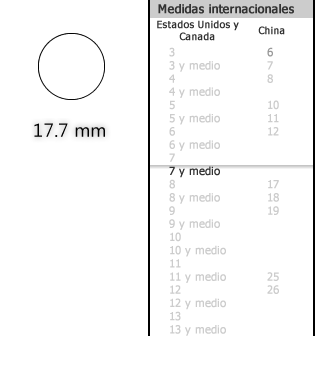 Medidas internacionales
Estados Unidos y Canada China
3 6
3 y medio 7
4 8
4 y medio
5 10
5 y medio 11
6 12
6 y medio
7
17.7 mm
7 y medio
8 17
8 y medio 18
9 19
9 y medio
10
10 y medio
11
11 y medio 25
12 26
12 y medio
13
13 y medio